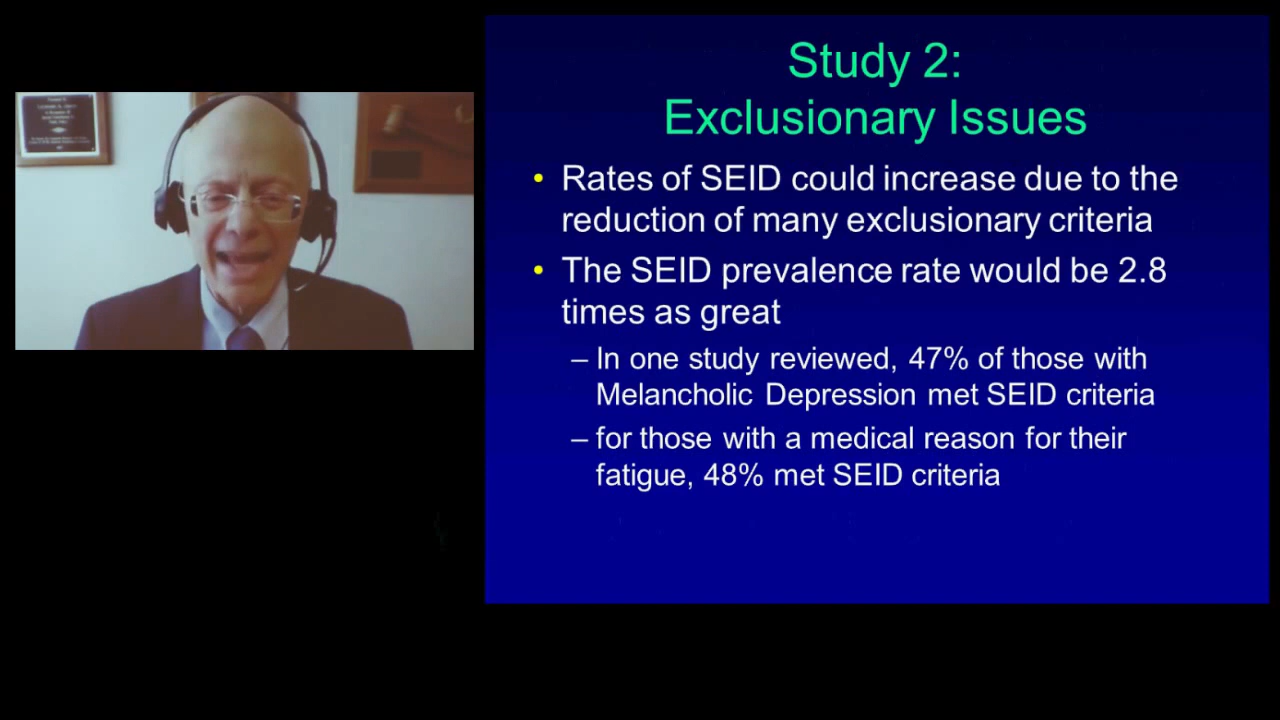 Study 2:
Exclusionary Issues
• Rates of SEID could increase due to the
reduction of many exclusionary criteria
• The SEID prevalence rate would be 2.8
times as great
– In one study reviewed, 47% of those with
Melancholic Depression met SEID criteria
– for those with a medical reason for their
fatigue, 48% met SEID criteria